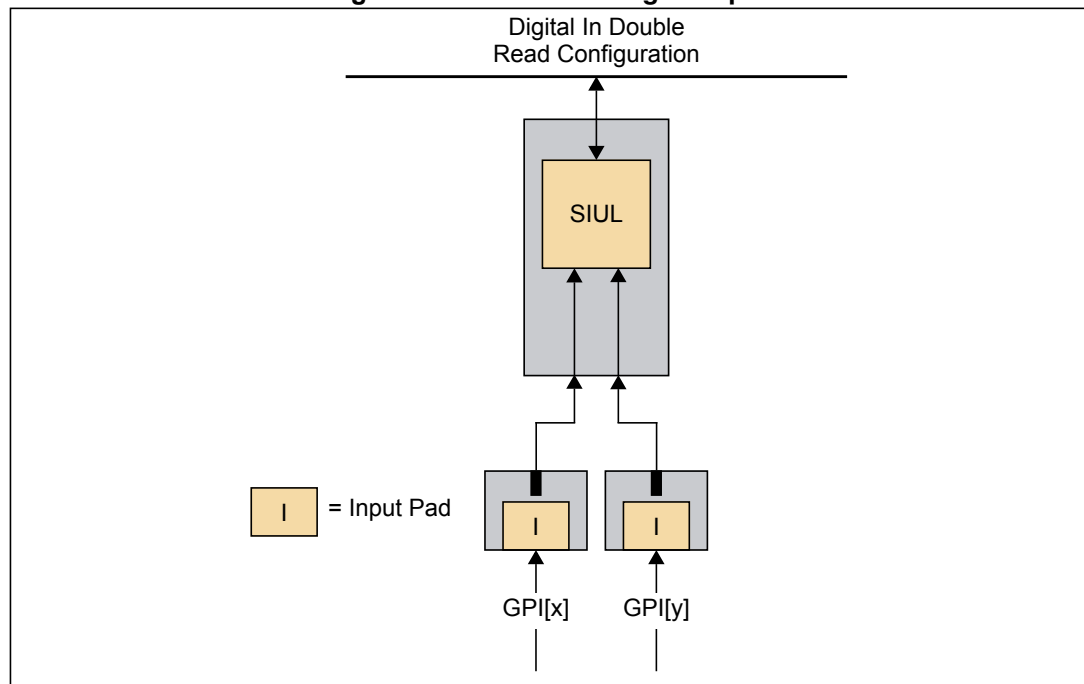 Digital In Double
Read Configuration
SIUL
I = Input Pad
I I
GPI[x] GPI[y]